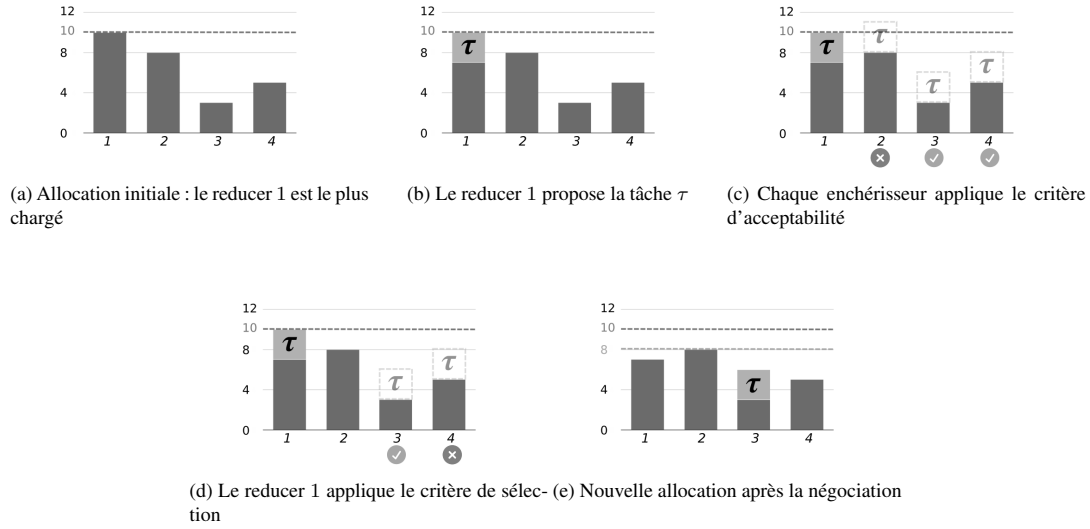 12
10
8
4
0
1 2 3 4
(a) Allocation initiale : le reducer 1 est le plus
chargé
12
10
τ
8
4
0
1 2 3 4
(b) Le reducer 1 propose la tâche τ
12
10
τ τ
8
τ τ
4
0
1 2 3 4
(c) Chaque enchérisseur applique le critère
d'acceptabilité
12
10
τ
8
τ τ
4
0
1 2 3 4
(d) Le reducer 1 applique le critère de sélec-
tion
12
10
8
τ
4
0
1 2 3 4
(e) Nouvelle allocation après la négociation